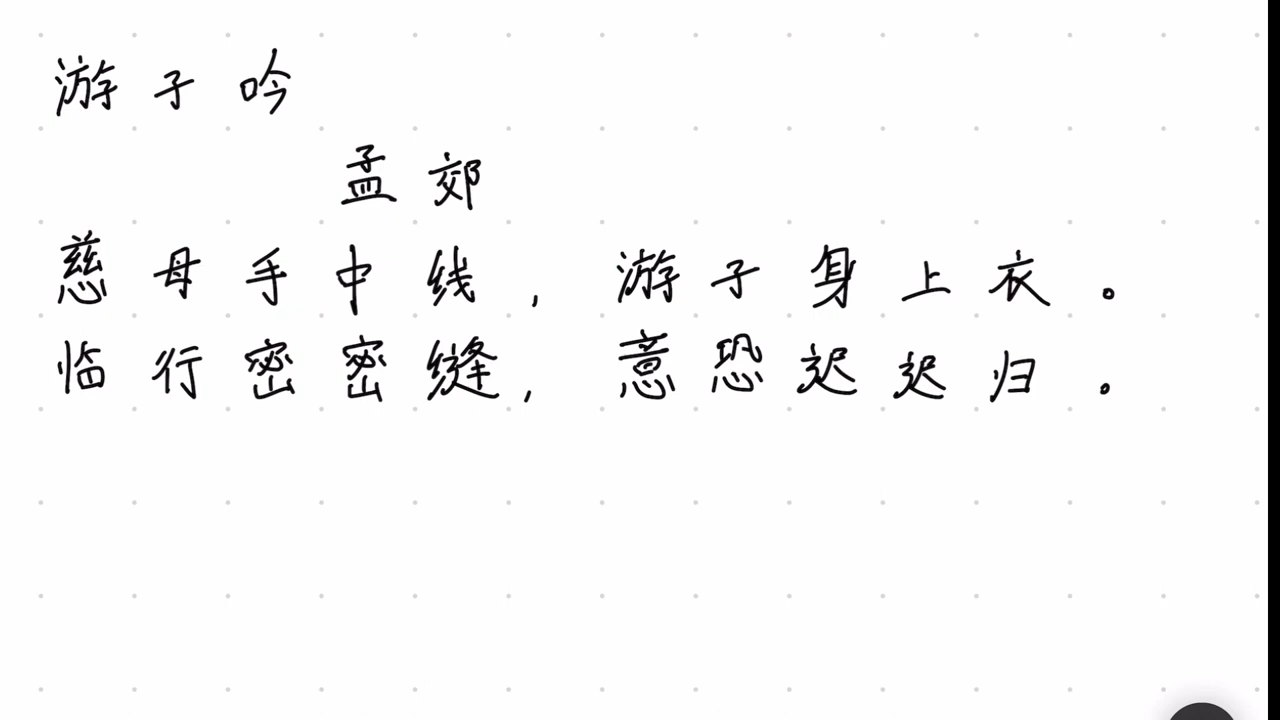 游子吟
孟郊
慈母手中线，游子身上衣。
临行密密缝，意恐迟迟归。